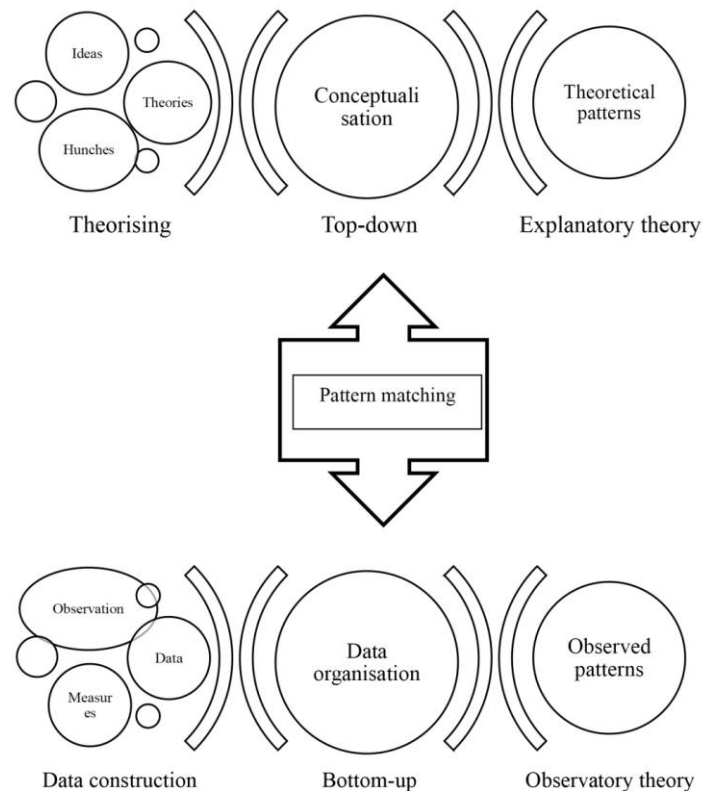 Ideas
Theories
Hunches
Conceptuali
sation
Theoretical
patterns
Theorising
Top-down
Explanatory theory
Pattern matching
Observation
Data
Measur
es
Data
organisation
Observed
patterns
Data construction
Bottom-up
Observatory theory